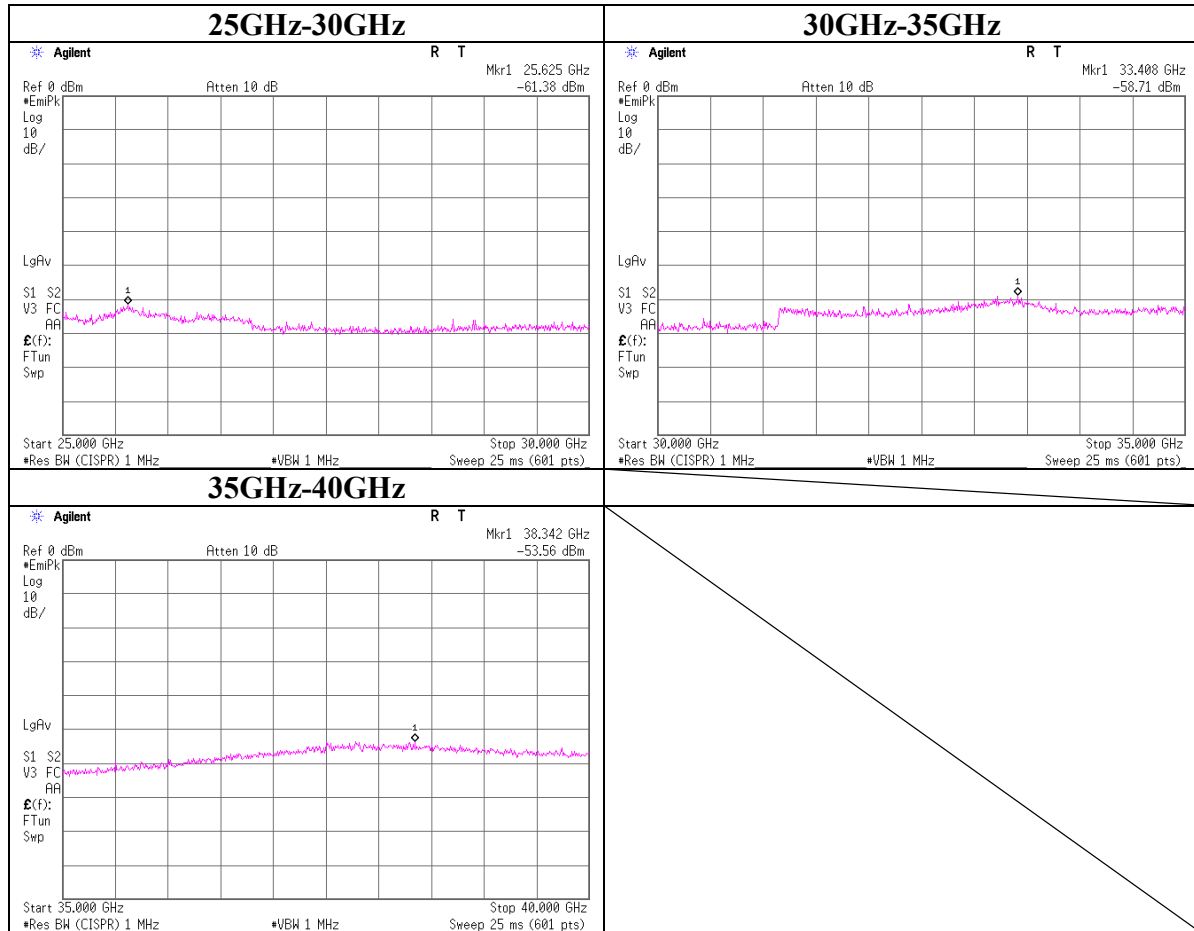 25GHz-30GHz
Agilent R T
Mkr1 25.625 GHz
Ref 0 dBm Atten 10 dB -61.38 dBm
#EmiPk
Log
10
dB/
LgAv
1
S1 S2
V3 FC
AA
£(f):
FTun
Swp
Start 25.000 GHz Stop 30.000 GHz
#Res BW (CISPR) 1 MHz #VBW 1 MHz Sweep 25 ms (601 pts)
30GHz-35GHz
Agilent R T
Mkr1 33.408 GHz
Ref 0 dBm Atten 10 dB -58.71 dBm
#EmiPk
Log
10
dB/
LgAv
1
S1 S2
V3 FC
AA
£(f):
FTun
Swp
Start 30.000 GHz Stop 35.000 GHz
#Res BW (CISPR) 1 MHz #VBW 1 MHz Sweep 25 ms (601 pts)
35GHz-40GHz
Agilent R T
Mkr1 38.342 GHz
Ref 0 dBm Atten 10 dB -53.56 dBm
#EmiPk
Log
10
dB/
LgAv
1
S1 S2
V3 FC
AA
£(f):
FTun
Swp
Start 35.000 GHz Stop 40.000 GHz
#Res BW (CISPR) 1 MHz #VBW 1 MHz Sweep 25 ms (601 pts)